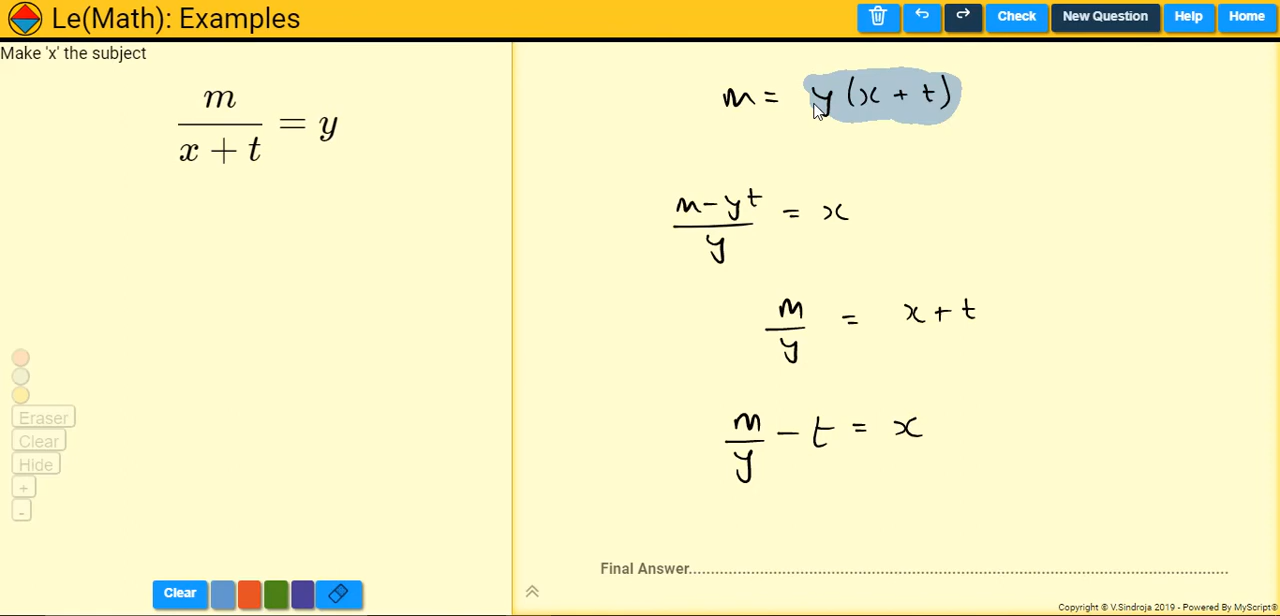 Le(Math): Examples
Check
New Question
Help
Home
Make 'x' the subject
m
x + t
= y
m = y(x + t)
m - yt
y
= x
m
y
= x + t
m
y
- t = x
Eraser
Clear
Hide
+
-
Clear
Final Answer..........................................................................................................................................
Copyright © V.Sindroja 2019 - Powered By MyScript®